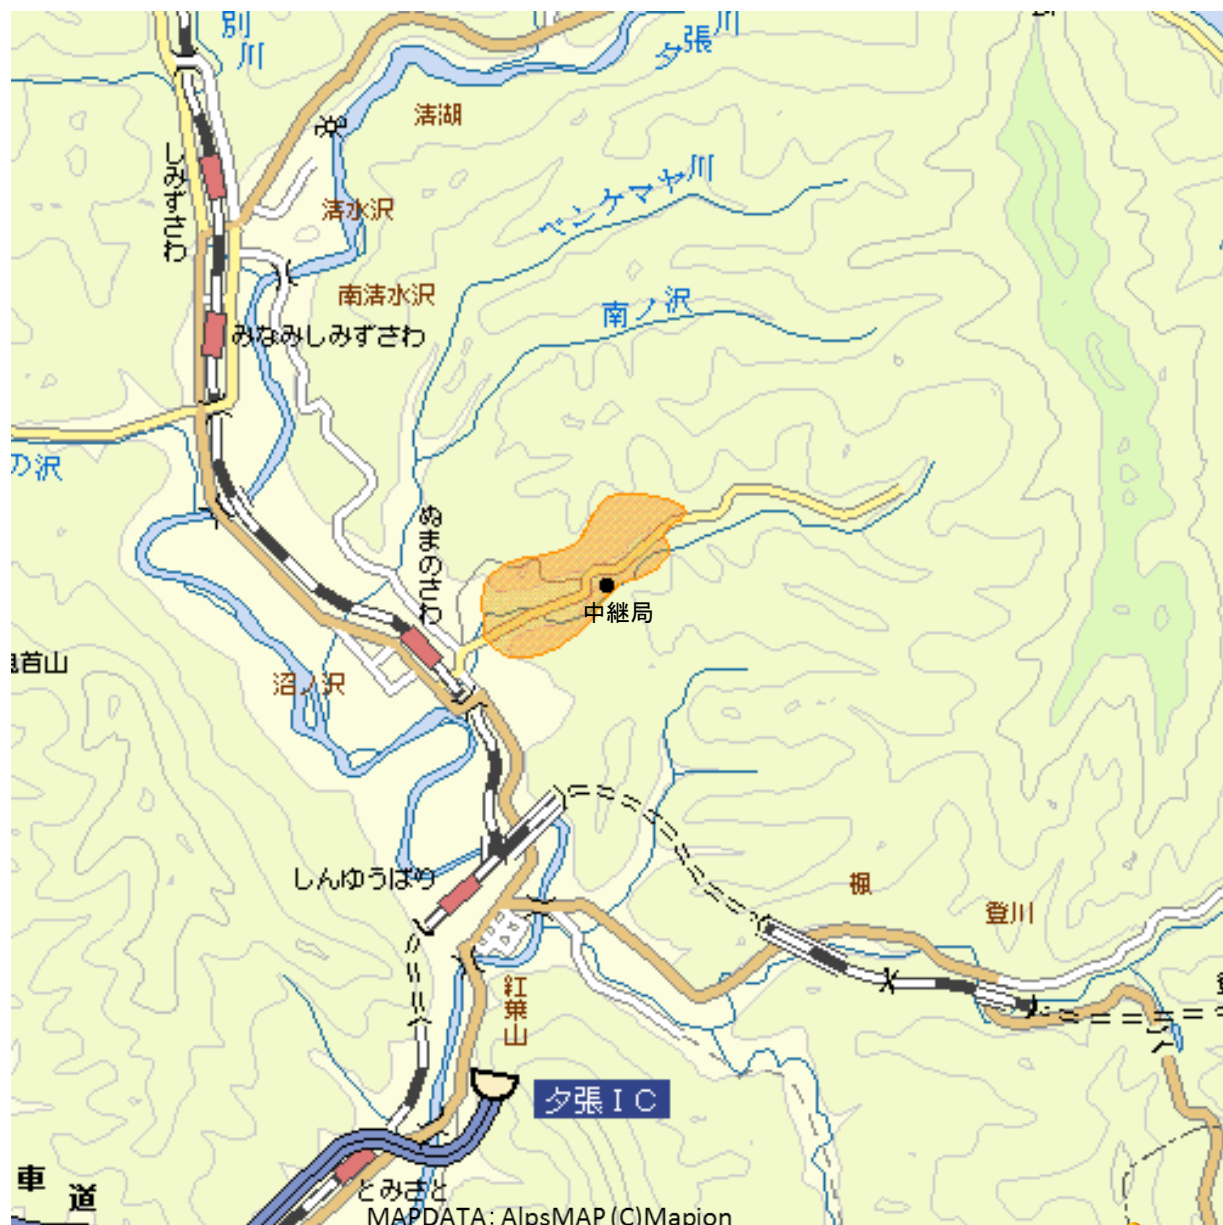 別川
夕張川
清湖
しみずさわ
ペンケマヤ川
清水沢
南清水沢
南ノ沢
みなみしみずさわ
の沢
ぬまのさわ
中継局
首山
沼ノ沢
しんゆうばり
楓
登川
紅葉山
夕張IC
車道
とみさと
MAPDATA: AlpsMAP (C)Mapion